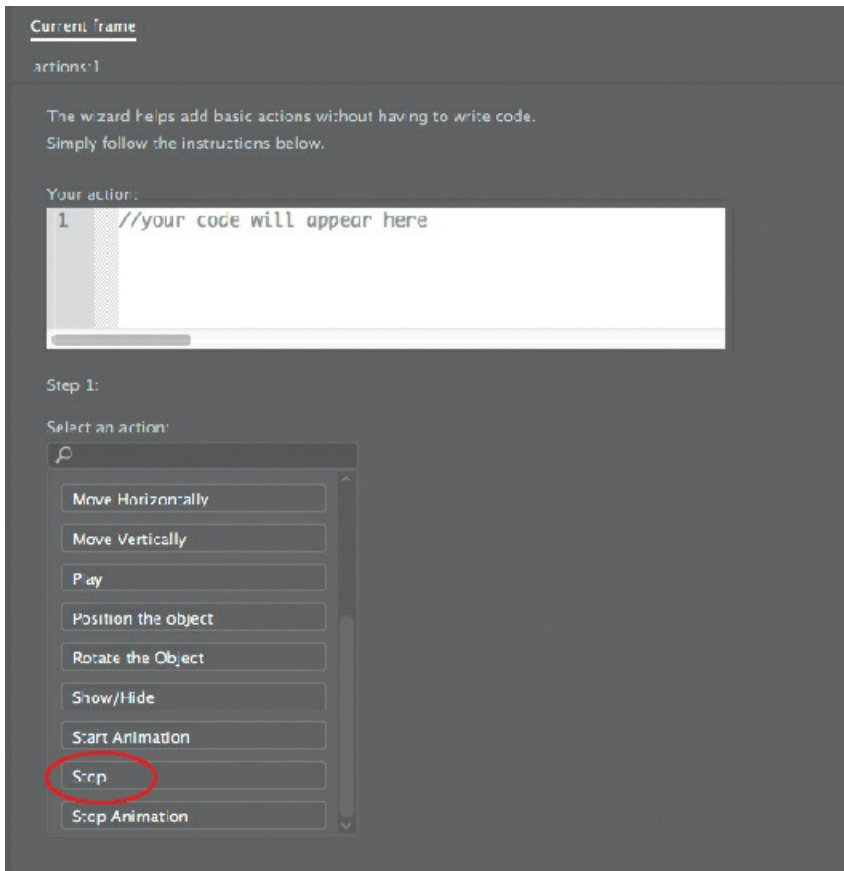 Current frame
actions:1
The wizard helps add basic actions without having to write code.
Simply follow the instructions below.
Your action:
1 //your code will appear here
Step 1:
Select an action:
Move Horizontally
Move Vertically
Play
Position the object
Rotate the Object
Show/Hide
Start Animation
Stop
Stop Animation